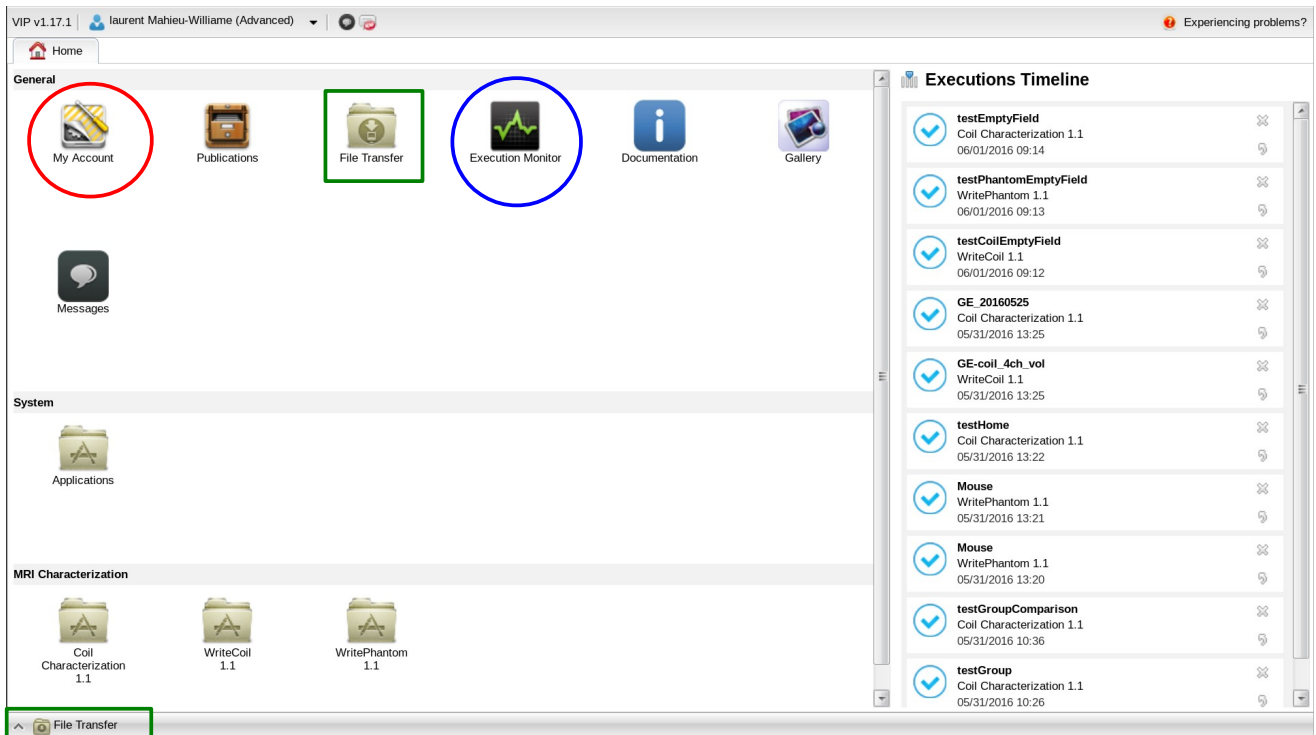 VIP v1.17.1
laurent Mahieu-Williame (Advanced)
Experiencing problems?
Home
General
My Account
Publications
File Transfer
Execution Monitor
Documentation
Gallery
Messages
System
Applications
MRI Characterization
Coil
Characterization
1.1
WriteCoil
1.1
WritePhantom
1.1
Executions Timeline
testEmptyField
Coil Characterization 1.1
06/01/2016 09:14
testPhantomEmptyField
WritePhantom 1.1
06/01/2016 09:13
testCoilEmptyField
WriteCoil 1.1
06/01/2016 09:12
GE_20160525
Coil Characterization 1.1
05/31/2016 13:25
GE-coil_4ch_vol
WriteCoil 1.1
05/31/2016 13:25
testHome
Coil Characterization 1.1
05/31/2016 13:22
Mouse
WritePhantom 1.1
05/31/2016 13:21
Mouse
WritePhantom 1.1
05/31/2016 13:20
testGroupComparison
Coil Characterization 1.1
05/31/2016 10:36
testGroup
Coil Characterization 1.1
05/31/2016 10:26
File Transfer